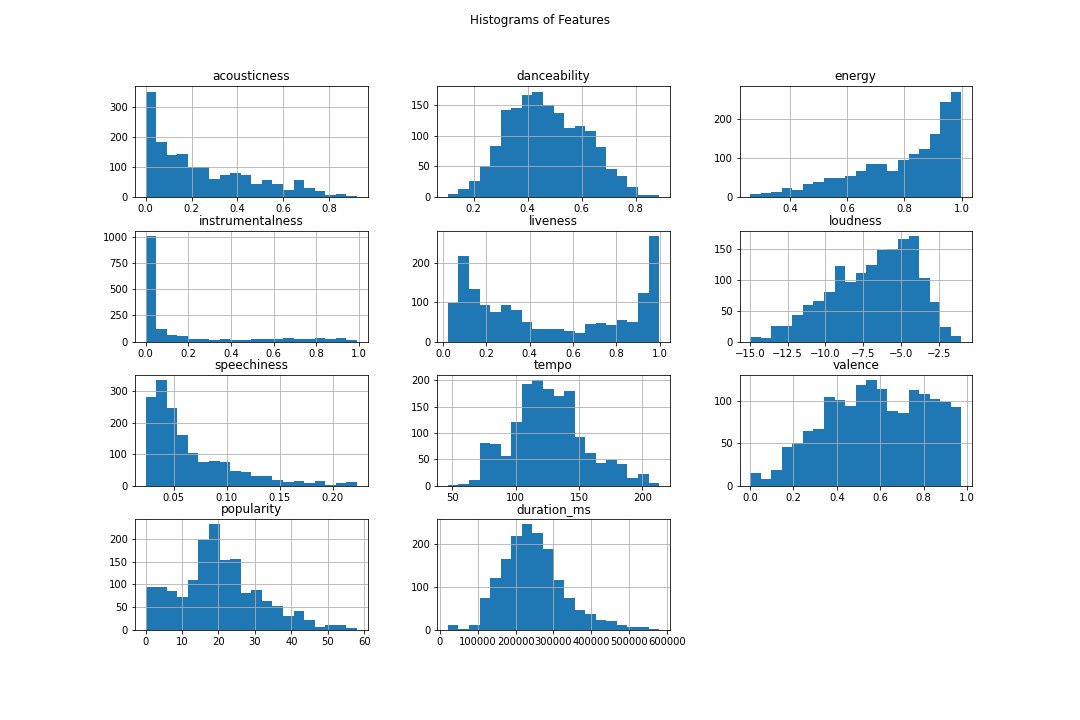 Histograms of Features
acousticness
300
200
100
0
0.0 0.2 0.4 0.6 0.8
danceability
150
100
50
0
0.2 0.4 0.6 0.8
energy
200
100
0
0.4 0.6 0.8 1.0
instrumentalness
1000
750
500
250
0
0.0 0.2 0.4 0.6 0.8 1.0
liveness
200
100
0
0.0 0.2 0.4 0.6 0.8 1.0
loudness
150
100
50
0
−15.0 −12.5 −10.0 −7.5 −5.0 −2.5
speechiness
300
200
100
0
0.05 0.10 0.15 0.20
tempo
200
150
100
50
0
50 100 150 200
valence
100
50
0
0.0 0.2 0.4 0.6 0.8 1.0
popularity
200
150
100
50
0
0 10 20 30 40 50 60
duration_ms
200
100
0
0 100000 200000 300000 400000 500000 600000